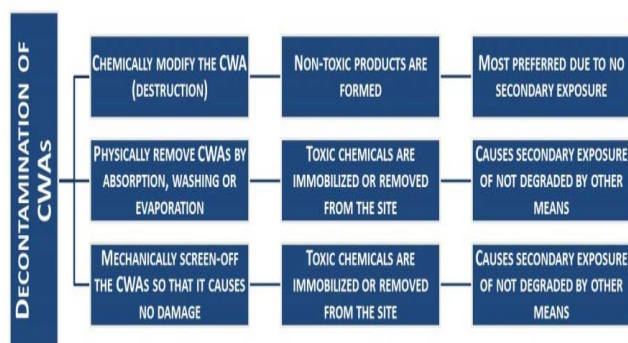 DECONTAMINATION OF
CWAs
CHEMICALLY MODIFY THE CWA
(DESTRUCTION)
NON-TOXIC PRODUCTS ARE
FORMED
MOST PREFERRED DUE TO NO
SECONDARY EXPOSURE
PHYSICALLY REMOVE CWAS BY
ABSORPTION, WASHING OR
EVAPORATION
TOXIC CHEMICALS ARE
IMMOBILIZED OR REMOVED
FROM THE SITE
CAUSES SECONDARY EXPOSURE
OF NOT DEGRADED BY OTHER
MEANS
MECHANICALLY SCREEN-OFF
THE CWAS SO THAT IT CAUSES
NO DAMAGE
TOXIC CHEMICALS ARE
IMMOBILIZED OR REMOVED
FROM THE SITE
CAUSES SECONDARY EXPOSURE
OF NOT DEGRADED BY OTHER
MEANS